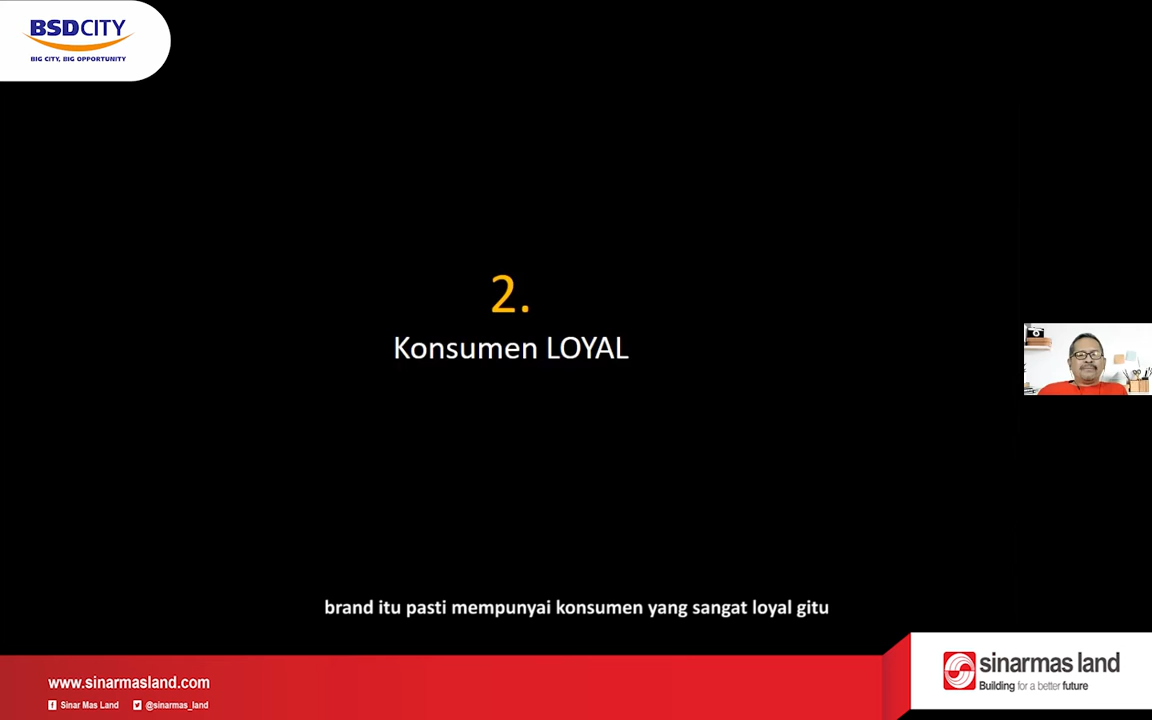 BSDCITY
BIG CITY, BIG OPPORTUNITY
2.
Konsumen LOYAL
brand itu pasti mempunyai konsumen yang sangat loyal gitu
www.sinarmasland.com
Sinar Mas Land @sinarmas_land
sinarmas land
Building for a better future